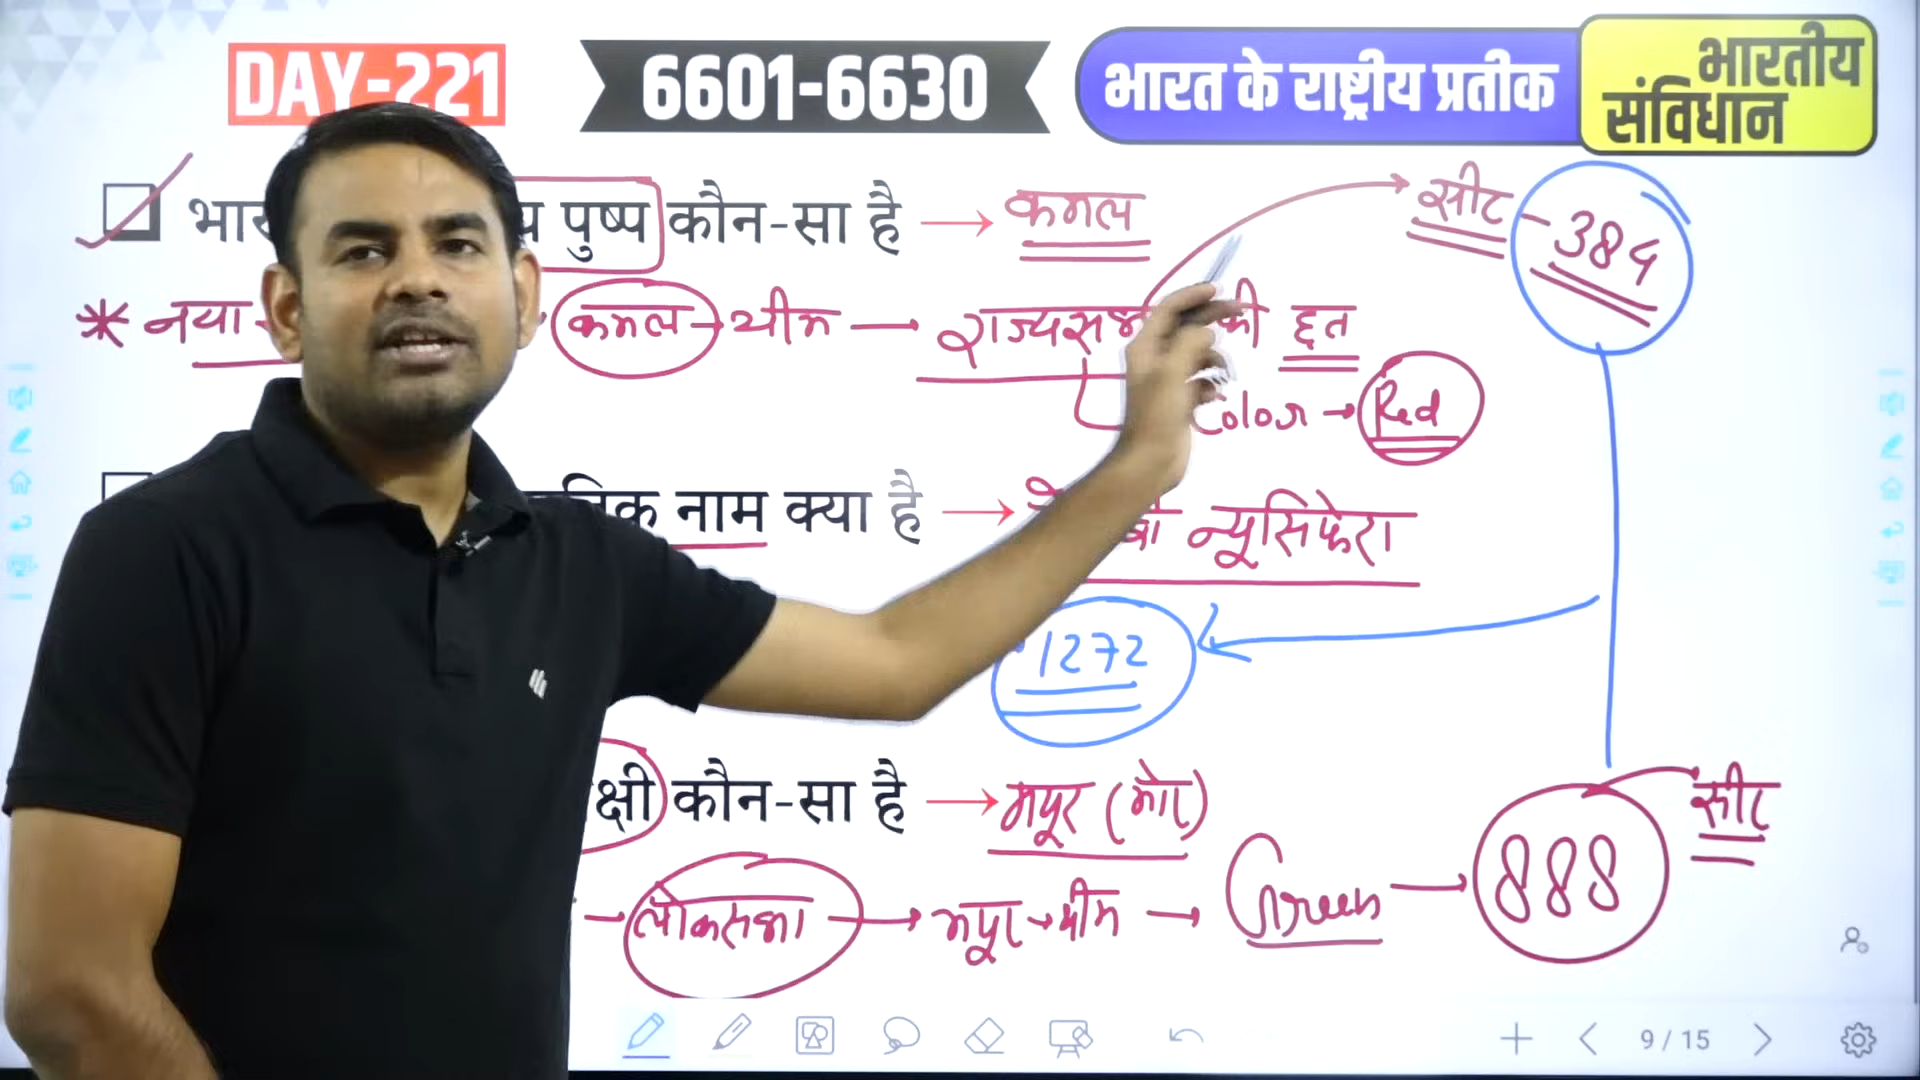 DAY-221
6601-6630
भारत के राष्ट्रीय प्रतीक
भारतीय
संविधान
पुष्प कौन-सा है → कमल
सीट - 384
* नया कमल → थीम — राज्यसभा की छत
Colour → Red
नाम क्या है → न्यूसिफेरा
1272
कौन-सा है → मयूर (मोर)
सीट
लोकसभा → मयूर → थीम → Green → 888
9 / 15